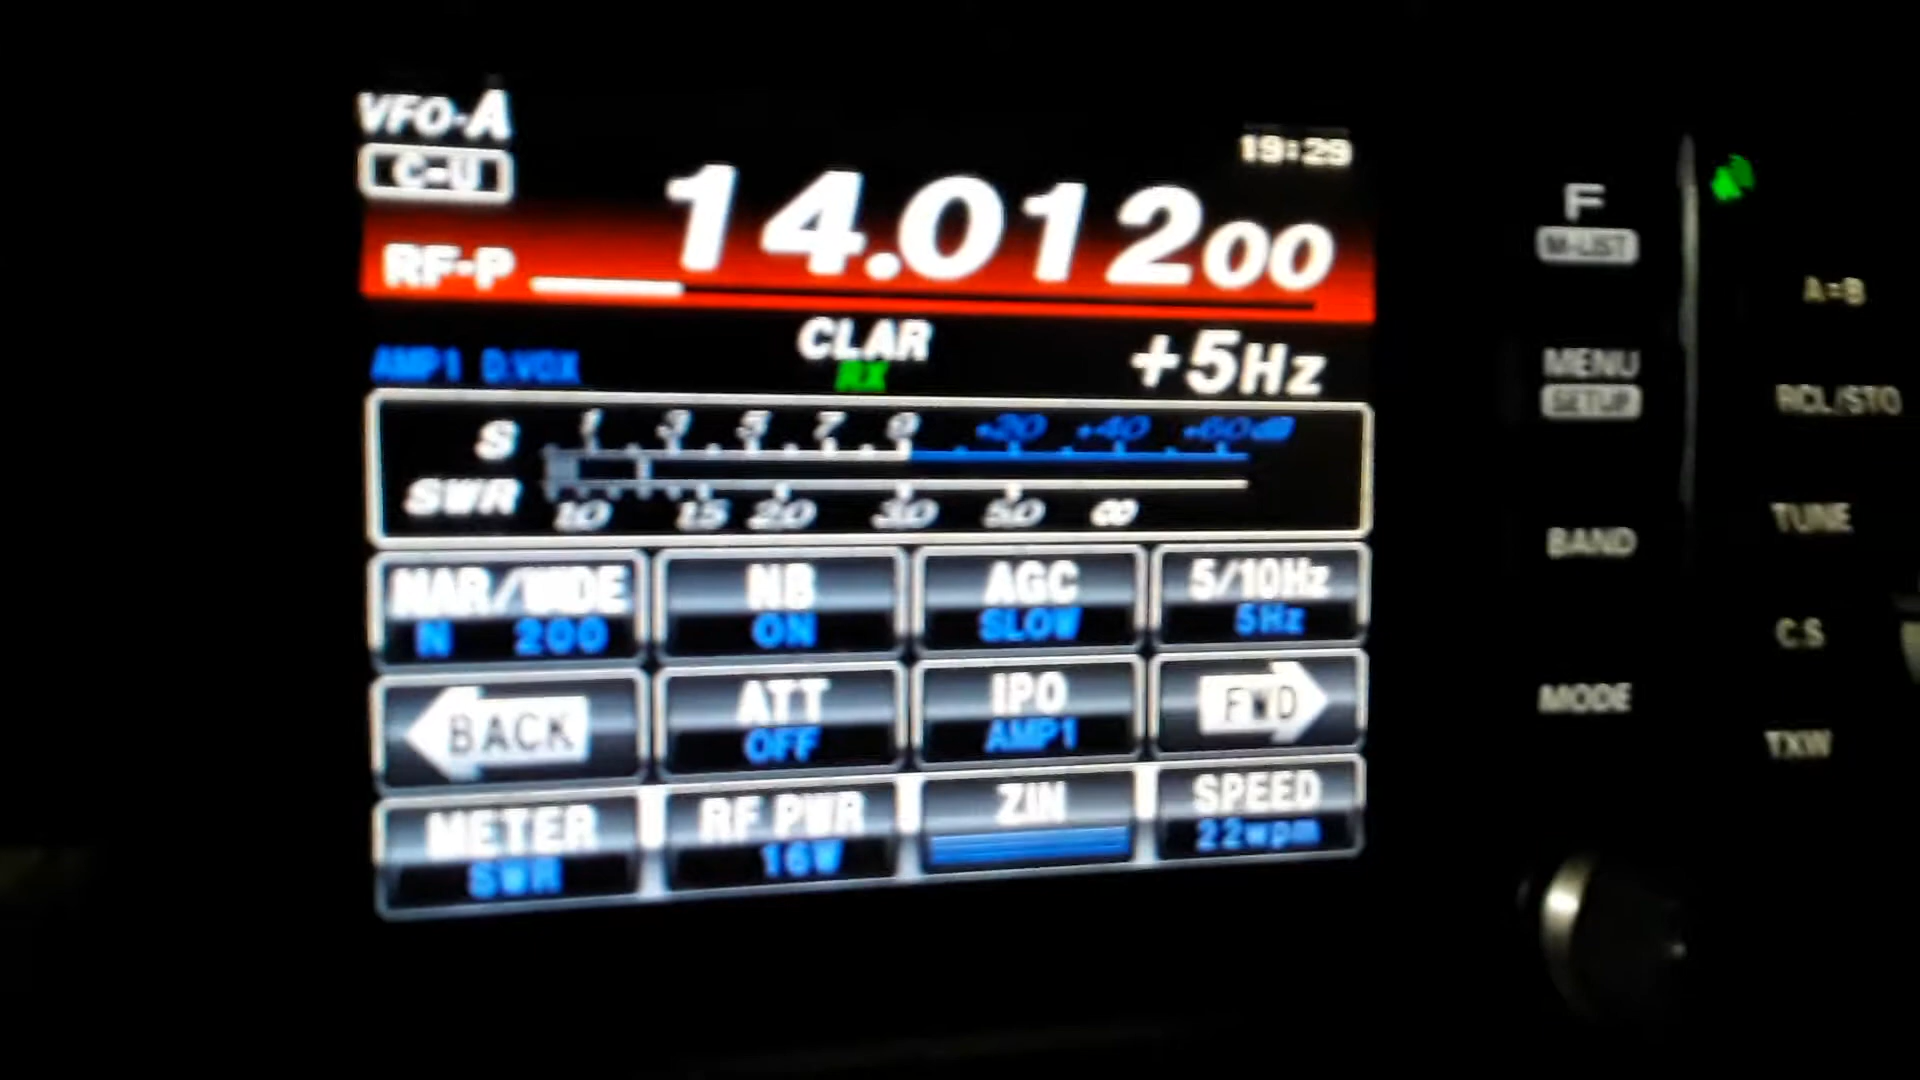 VFO-A
19:29
C-U
14.01200
RF-P
CLAR
AMP1 D.VOX
RX
+5Hz
S 1 3 5 7 9 +20 +40 +60dB
SWR 1.0 1.5 2.0 3.0 5.0 ∞
NAR/WIDE NB AGC 5/10Hz
N 200 ON SLOW 5Hz
BACK ATT IPO FWD
OFF AMP1
METER RF PWR ZIN SPEED
SWR 16W 22wpm
F
M-LIST
A=B
MENU
SETUP
RCL/STO
BAND
TUNE
C.S
MODE
TXW